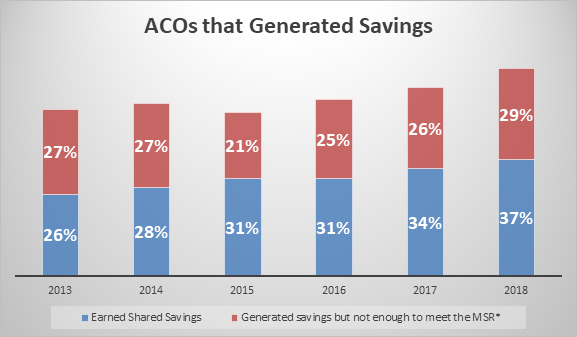 ACOs that Generated Savings
27% 27% 21% 25% 26% 29%
26% 28% 31% 31% 34% 37%
2013 2014 2015 2016 2017 2018
Earned Shared Savings Generated savings but not enough to meet the MSR*